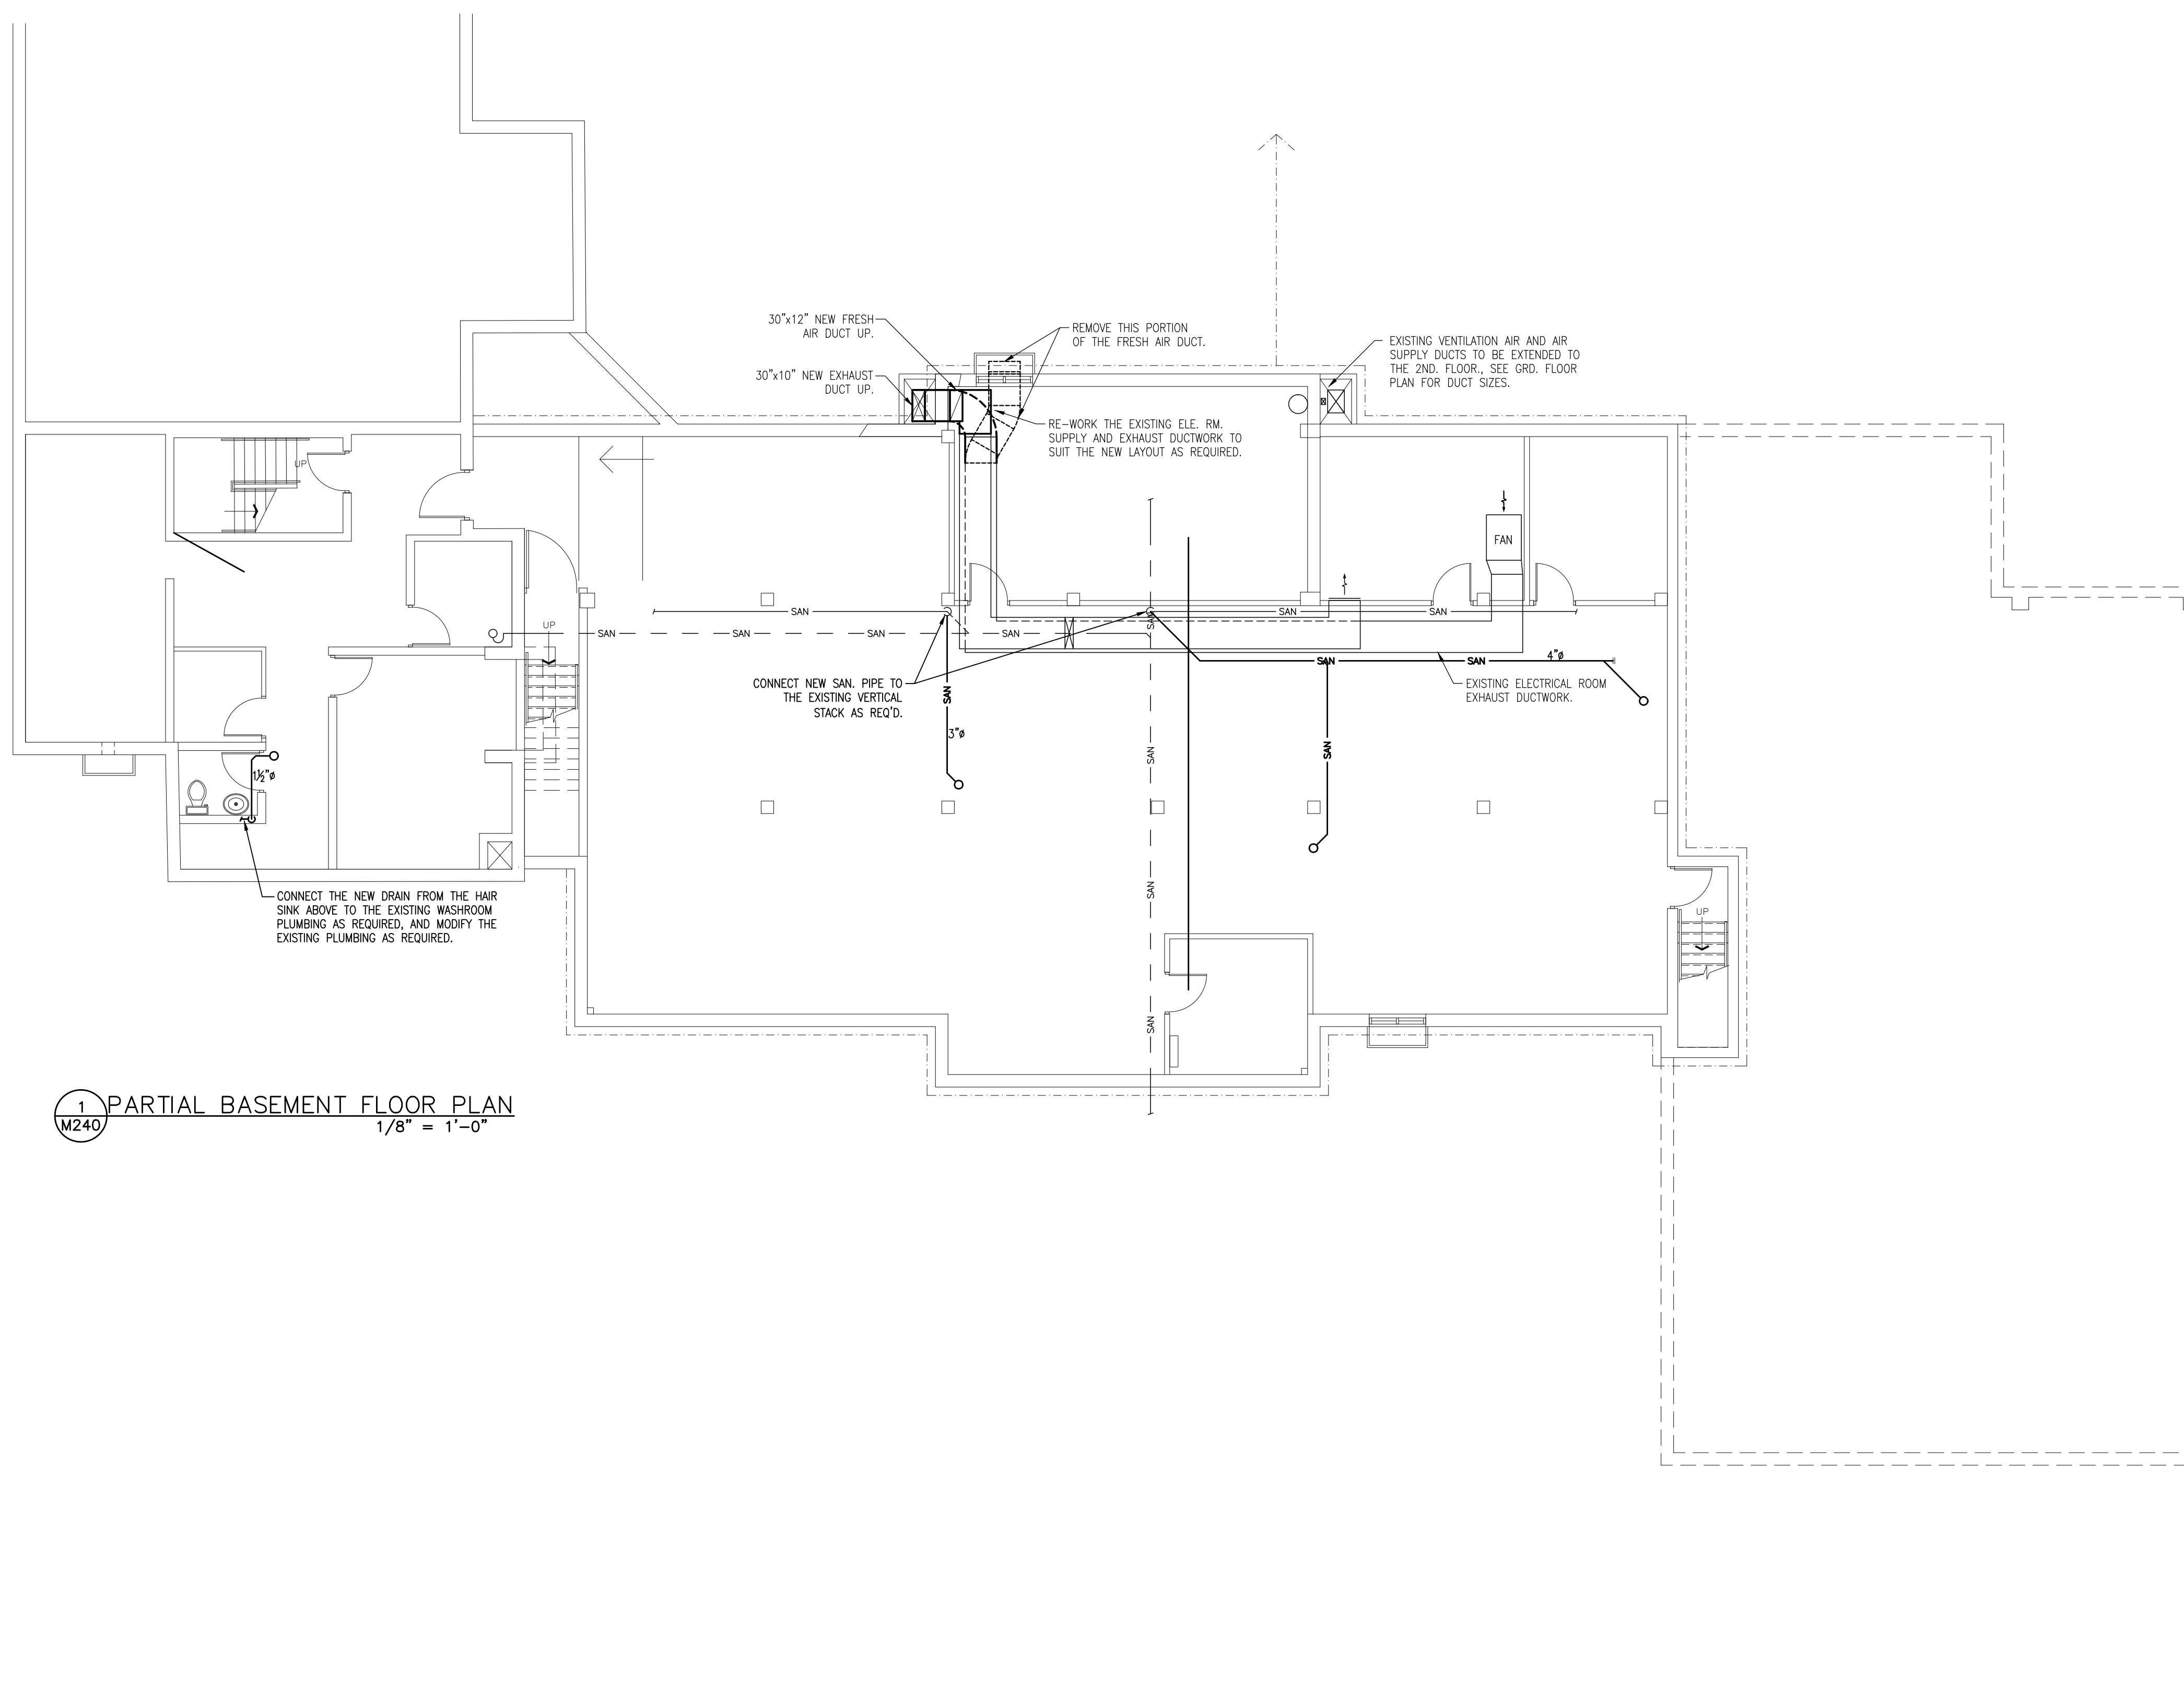 30"x12" NEW FRESH
AIR DUCT UP.
REMOVE THIS PORTION
OF THE FRESH AIR DUCT.
EXISTING VENTILATION AIR AND AIR
SUPPLY DUCTS TO BE EXTENDED TO
THE 2ND. FLOOR., SEE GRD. FLOOR
PLAN FOR DUCT SIZES.
30"x10" NEW EXHAUST
DUCT UP.
RE-WORK THE EXISTING ELE. RM.
SUPPLY AND EXHAUST DUCTWORK TO
SUIT THE NEW LAYOUT AS REQUIRED.
UP
FAN
SAN
SAN
SAN
SAN
UP
SAN
SAN
SAN
SAN
SAN
SAN
4"ø
CONNECT NEW SAN. PIPE TO
THE EXISTING VERTICAL
STACK AS REQ'D.
SAN
EXISTING ELECTRICAL ROOM
EXHAUST DUCTWORK.
3"ø
SAN
SAN
1½"ø
SAN
CONNECT THE NEW DRAIN FROM THE HAIR
SINK ABOVE TO THE EXISTING WASHROOM
PLUMBING AS REQUIRED, AND MODIFY THE
EXISTING PLUMBING AS REQUIRED.
UP
SAN
1
M240
PARTIAL BASEMENT FLOOR PLAN
1/8" = 1'-0"